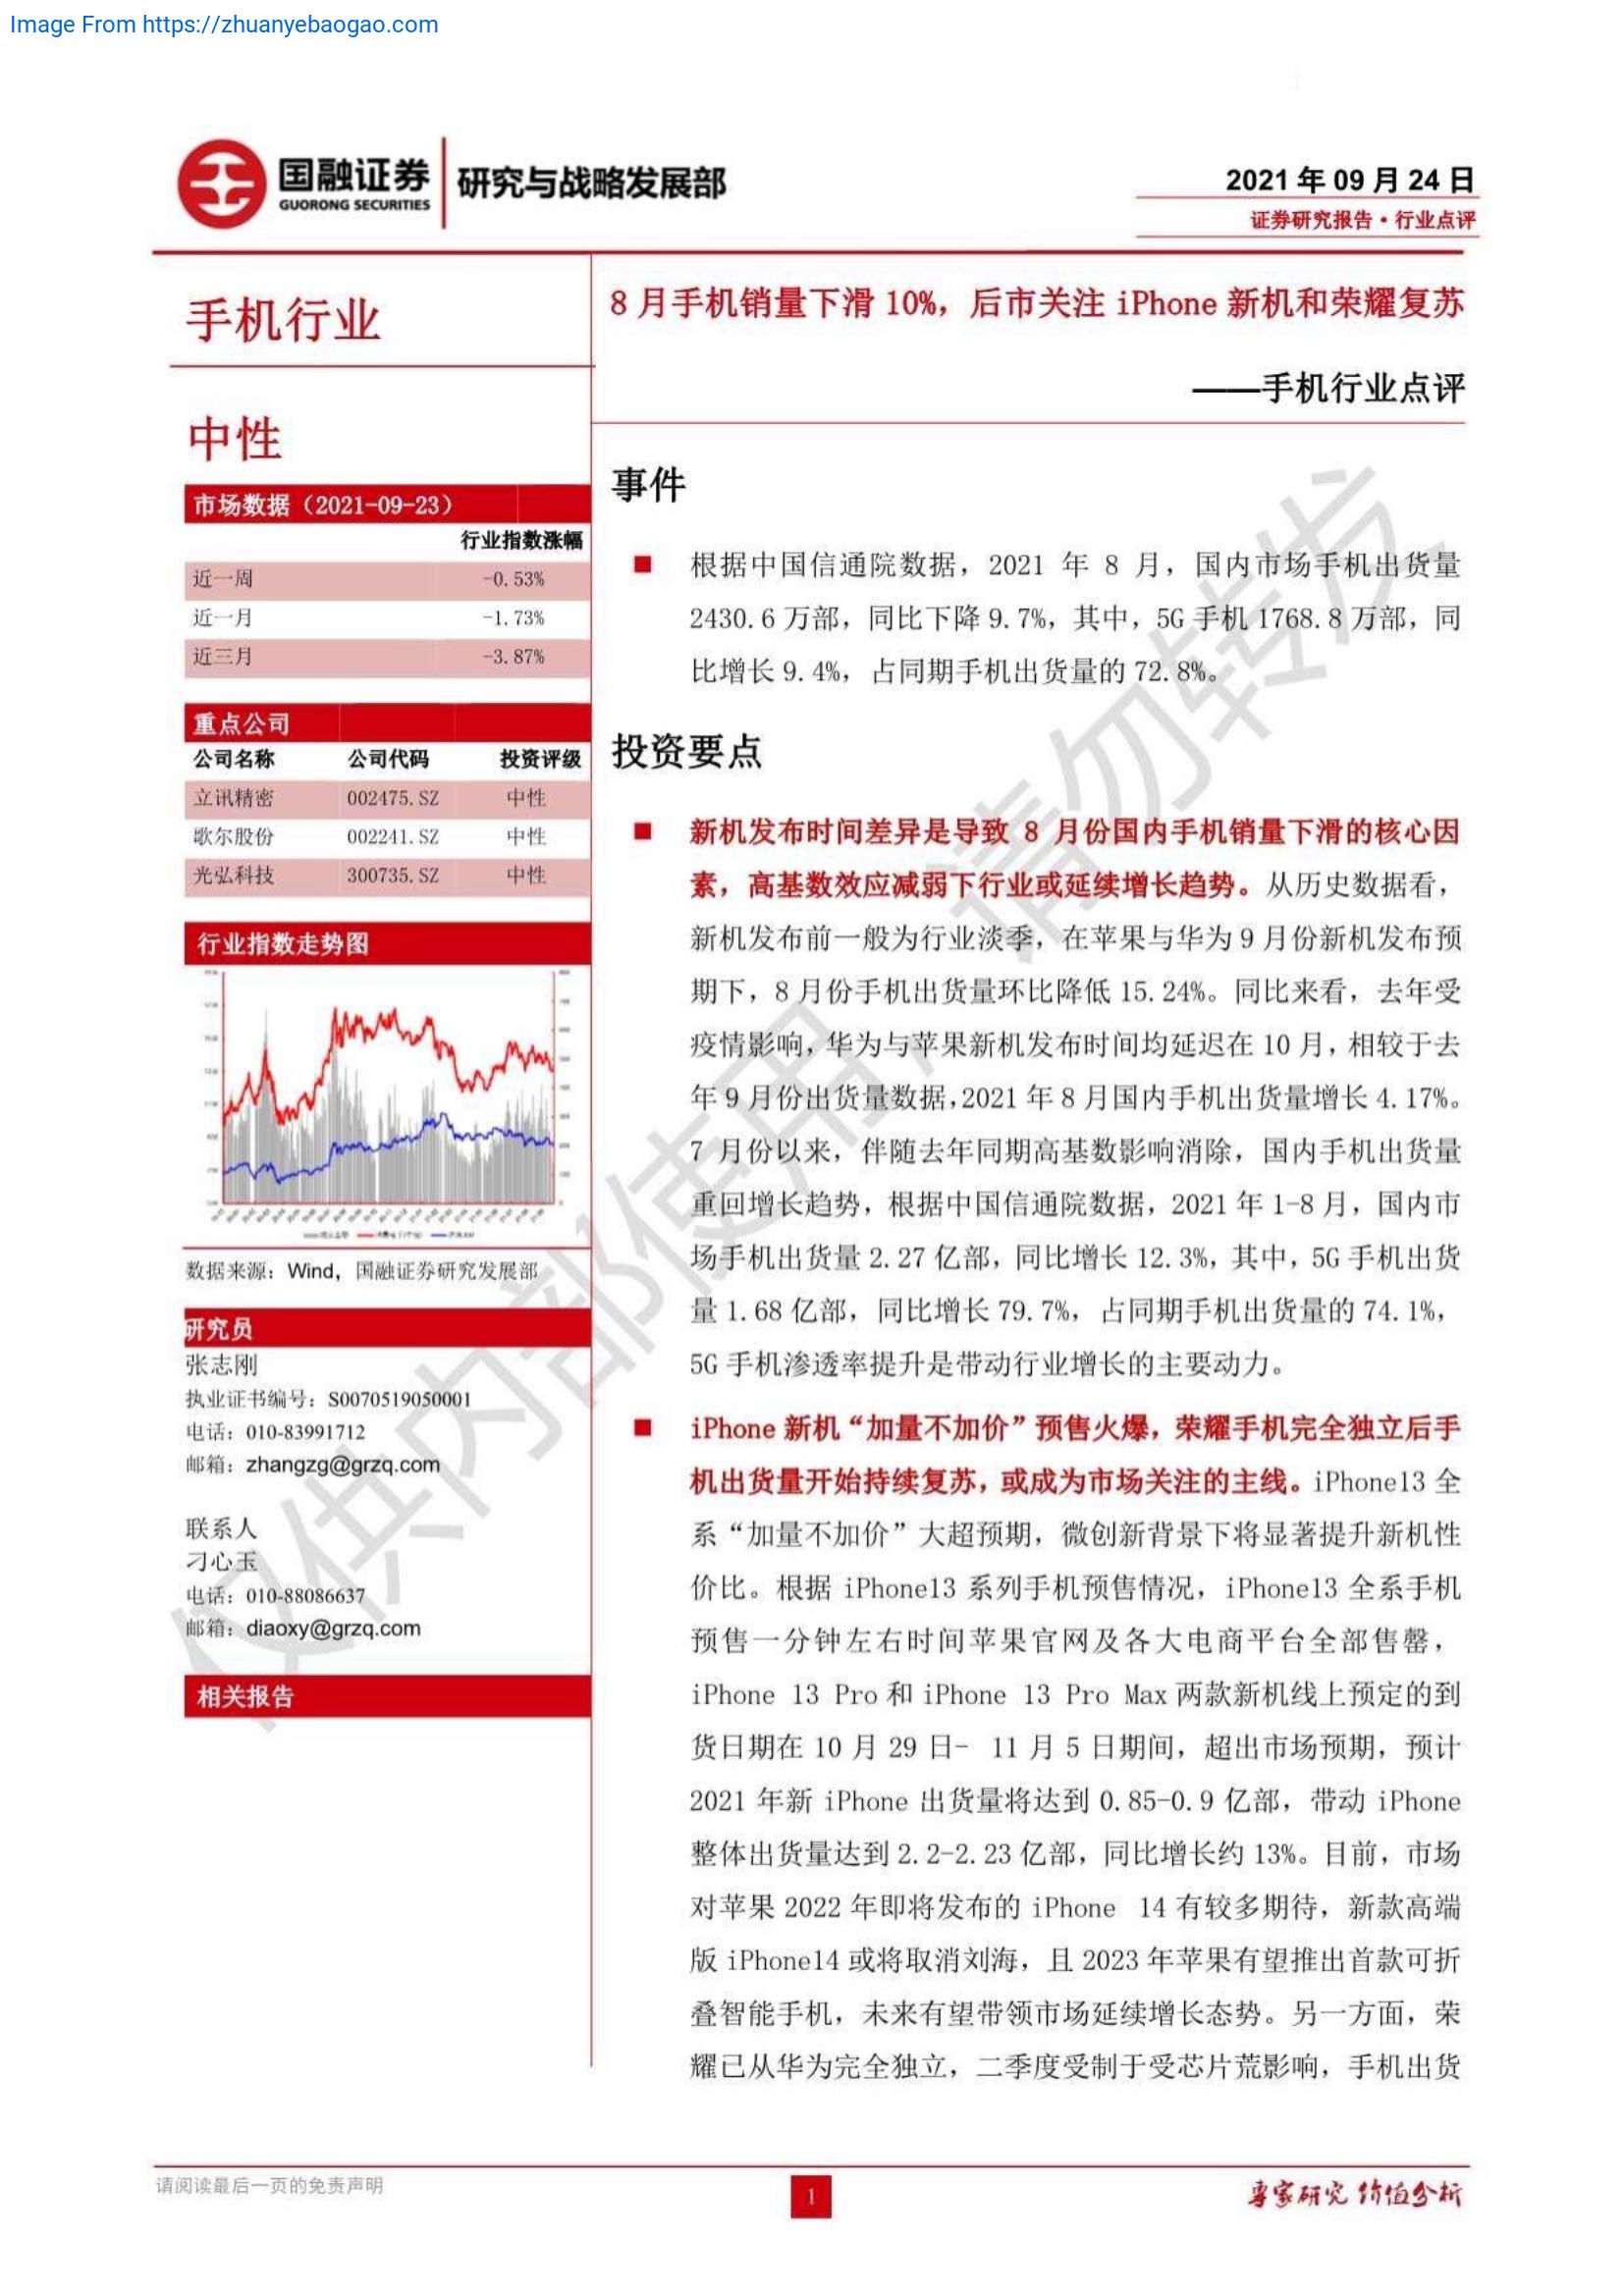 Image From https://zhuanyebaogao.com
国融证券
GUORONG SECURITIES
研究与战略发展部
2021 年 09 月 24 日
证券研究报告·行业点评
手机行业
中性
市场数据（2021-09-23）
行业指数涨幅
近一周 -0.53%
近一月 -1.73%
近三月 -3.87%
重点公司
公司名称 公司代码 投资评级
立讯精密 002475.SZ 中性
歌尔股份 002241.SZ 中性
光弘科技 300735.SZ 中性
行业指数走势图
数据来源：Wind，国融证券研究发展部
研究员
张志刚
执业证书编号：S0070519050001
电话：010-83991712
邮箱：zhangzg@grzq.com
联系人
刁心玉
电话：010-88086637
邮箱：diaoxy@grzq.com
相关报告
8 月手机销量下滑 10%，后市关注 iPhone 新机和荣耀复苏
——手机行业点评
事件
■ 根据中国信通院数据，2021 年 8 月，国内市场手机出货量
2430.6 万部，同比下降 9.7%，其中，5G 手机 1768.8 万部，同
比增长 9.4%，占同期手机出货量的 72.8%。
投资要点
■ 新机发布时间差异是导致 8 月份国内手机销量下滑的核心因
素，高基数效应减弱下行业或延续增长趋势。从历史数据看，
新机发布前一般为行业淡季，在苹果与华为 9 月份新机发布预
期下，8 月份手机出货量环比降低 15.24%。同比来看，去年受
疫情影响，华为与苹果新机发布时间均延迟在 10 月，相较于去
年 9 月份出货量数据,2021 年 8 月国内手机出货量增长 4.17%。
7 月份以来，伴随去年同期高基数影响消除，国内手机出货量
重回增长趋势，根据中国信通院数据，2021 年 1-8 月，国内市
场手机出货量 2.27 亿部，同比增长 12.3%，其中，5G 手机出货
量 1.68 亿部，同比增长 79.7%，占同期手机出货量的 74.1%，
5G 手机渗透率提升是带动行业增长的主要动力。
■ iPhone 新机“加量不加价”预售火爆，荣耀手机完全独立后手
机出货量开始持续复苏，或成为市场关注的主线。iPhone13 全
系“加量不加价”大超预期，微创新背景下将显著提升新机性
价比。根据 iPhone13 系列手机预售情况，iPhone13 全系手机
预售一分钟左右时间苹果官网及各大电商平台全部售罄，
iPhone 13 Pro 和 iPhone 13 Pro Max 两款新机线上预定的到
货日期在 10 月 29 日- 11 月 5 日期间，超出市场预期，预计
2021 年新 iPhone 出货量将达到 0.85-0.9 亿部，带动 iPhone
整体出货量达到 2.2-2.23 亿部，同比增长约 13%。目前，市场
对苹果 2022 年即将发布的 iPhone 14 有较多期待，新款高端
版 iPhone14 或将取消刘海，且 2023 年苹果有望推出首款可折
叠智能手机，未来有望带领市场延续增长态势。另一方面，荣
耀已从华为完全独立，二季度受制于受芯片荒影响，手机出货
仅供内部使用，请勿转发
请阅读最后一页的免责声明
1
专家研究 价值分析